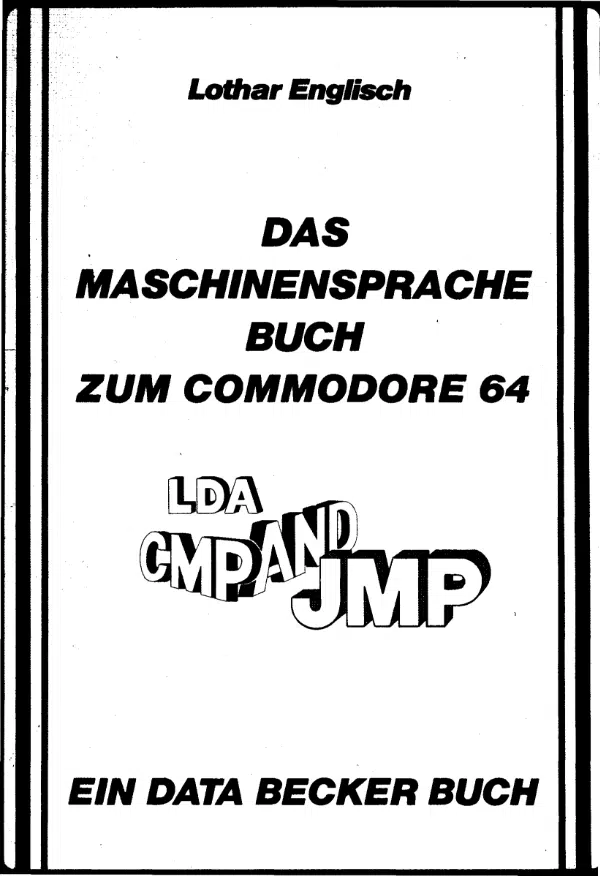 Lothar Englisch
DAS
MASCHINENSPRACHE
BUCH
ZUM COMMODORE 64
LDA
CMP AND
JMP
EIN DATA BECKER BUCH